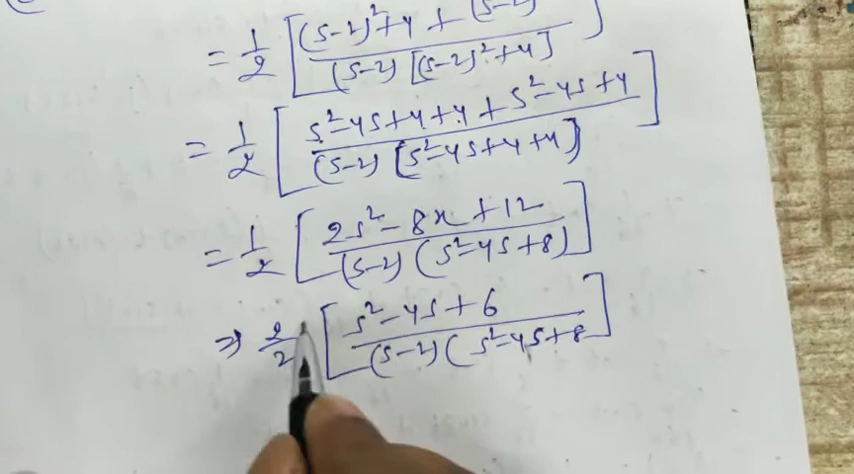 = 1/2 [ (s-2)²+4 + (s-2)² / (s-2) [(s-2)²+4] ]
= 1/2 [ s²-4s+4+4+s²-4s+4 / (s-2) [s²-4s+4+4] ]
= 1/2 [ 2s²-8x+12 / (s-2) (s²-4s+8) ]
⇒ 2/2 [ s²-4s+6 / (s-2) (s²-4s+8 ]